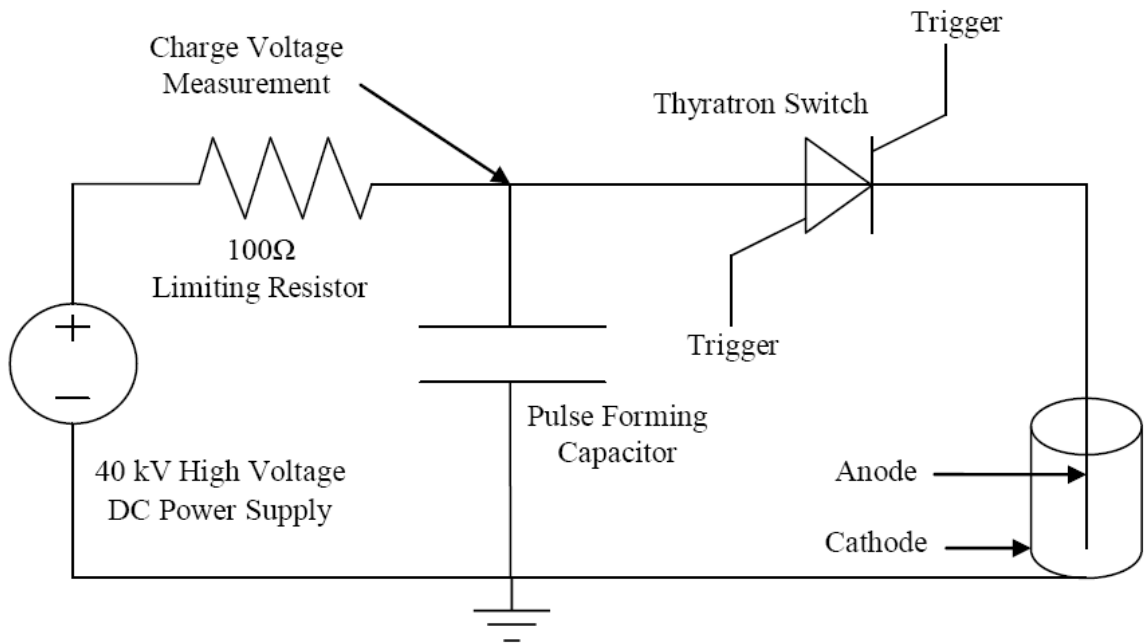 Trigger
Charge Voltage
Measurement
Thyratron Switch
100Ω
Limiting Resistor
Trigger
+
−
Pulse Forming
Capacitor
40 kV High Voltage
DC Power Supply
Anode
Cathode